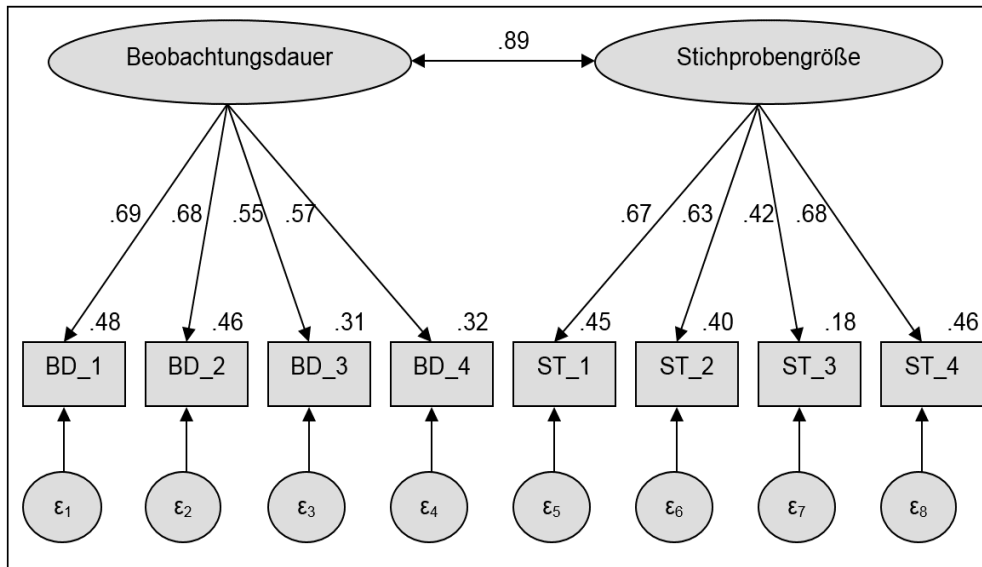 Beobachtungsdauer
.89
Stichprobengröße
.69 .68 .55 .57 .67 .63 .42 .68
.48 .46 .31 .32 .45 .40 .18 .46
BD_1 BD_2 BD_3 BD_4 ST_1 ST_2 ST_3 ST_4
ε₁ ε₂ ε₃ ε₄ ε₅ ε₆ ε₇ ε₈